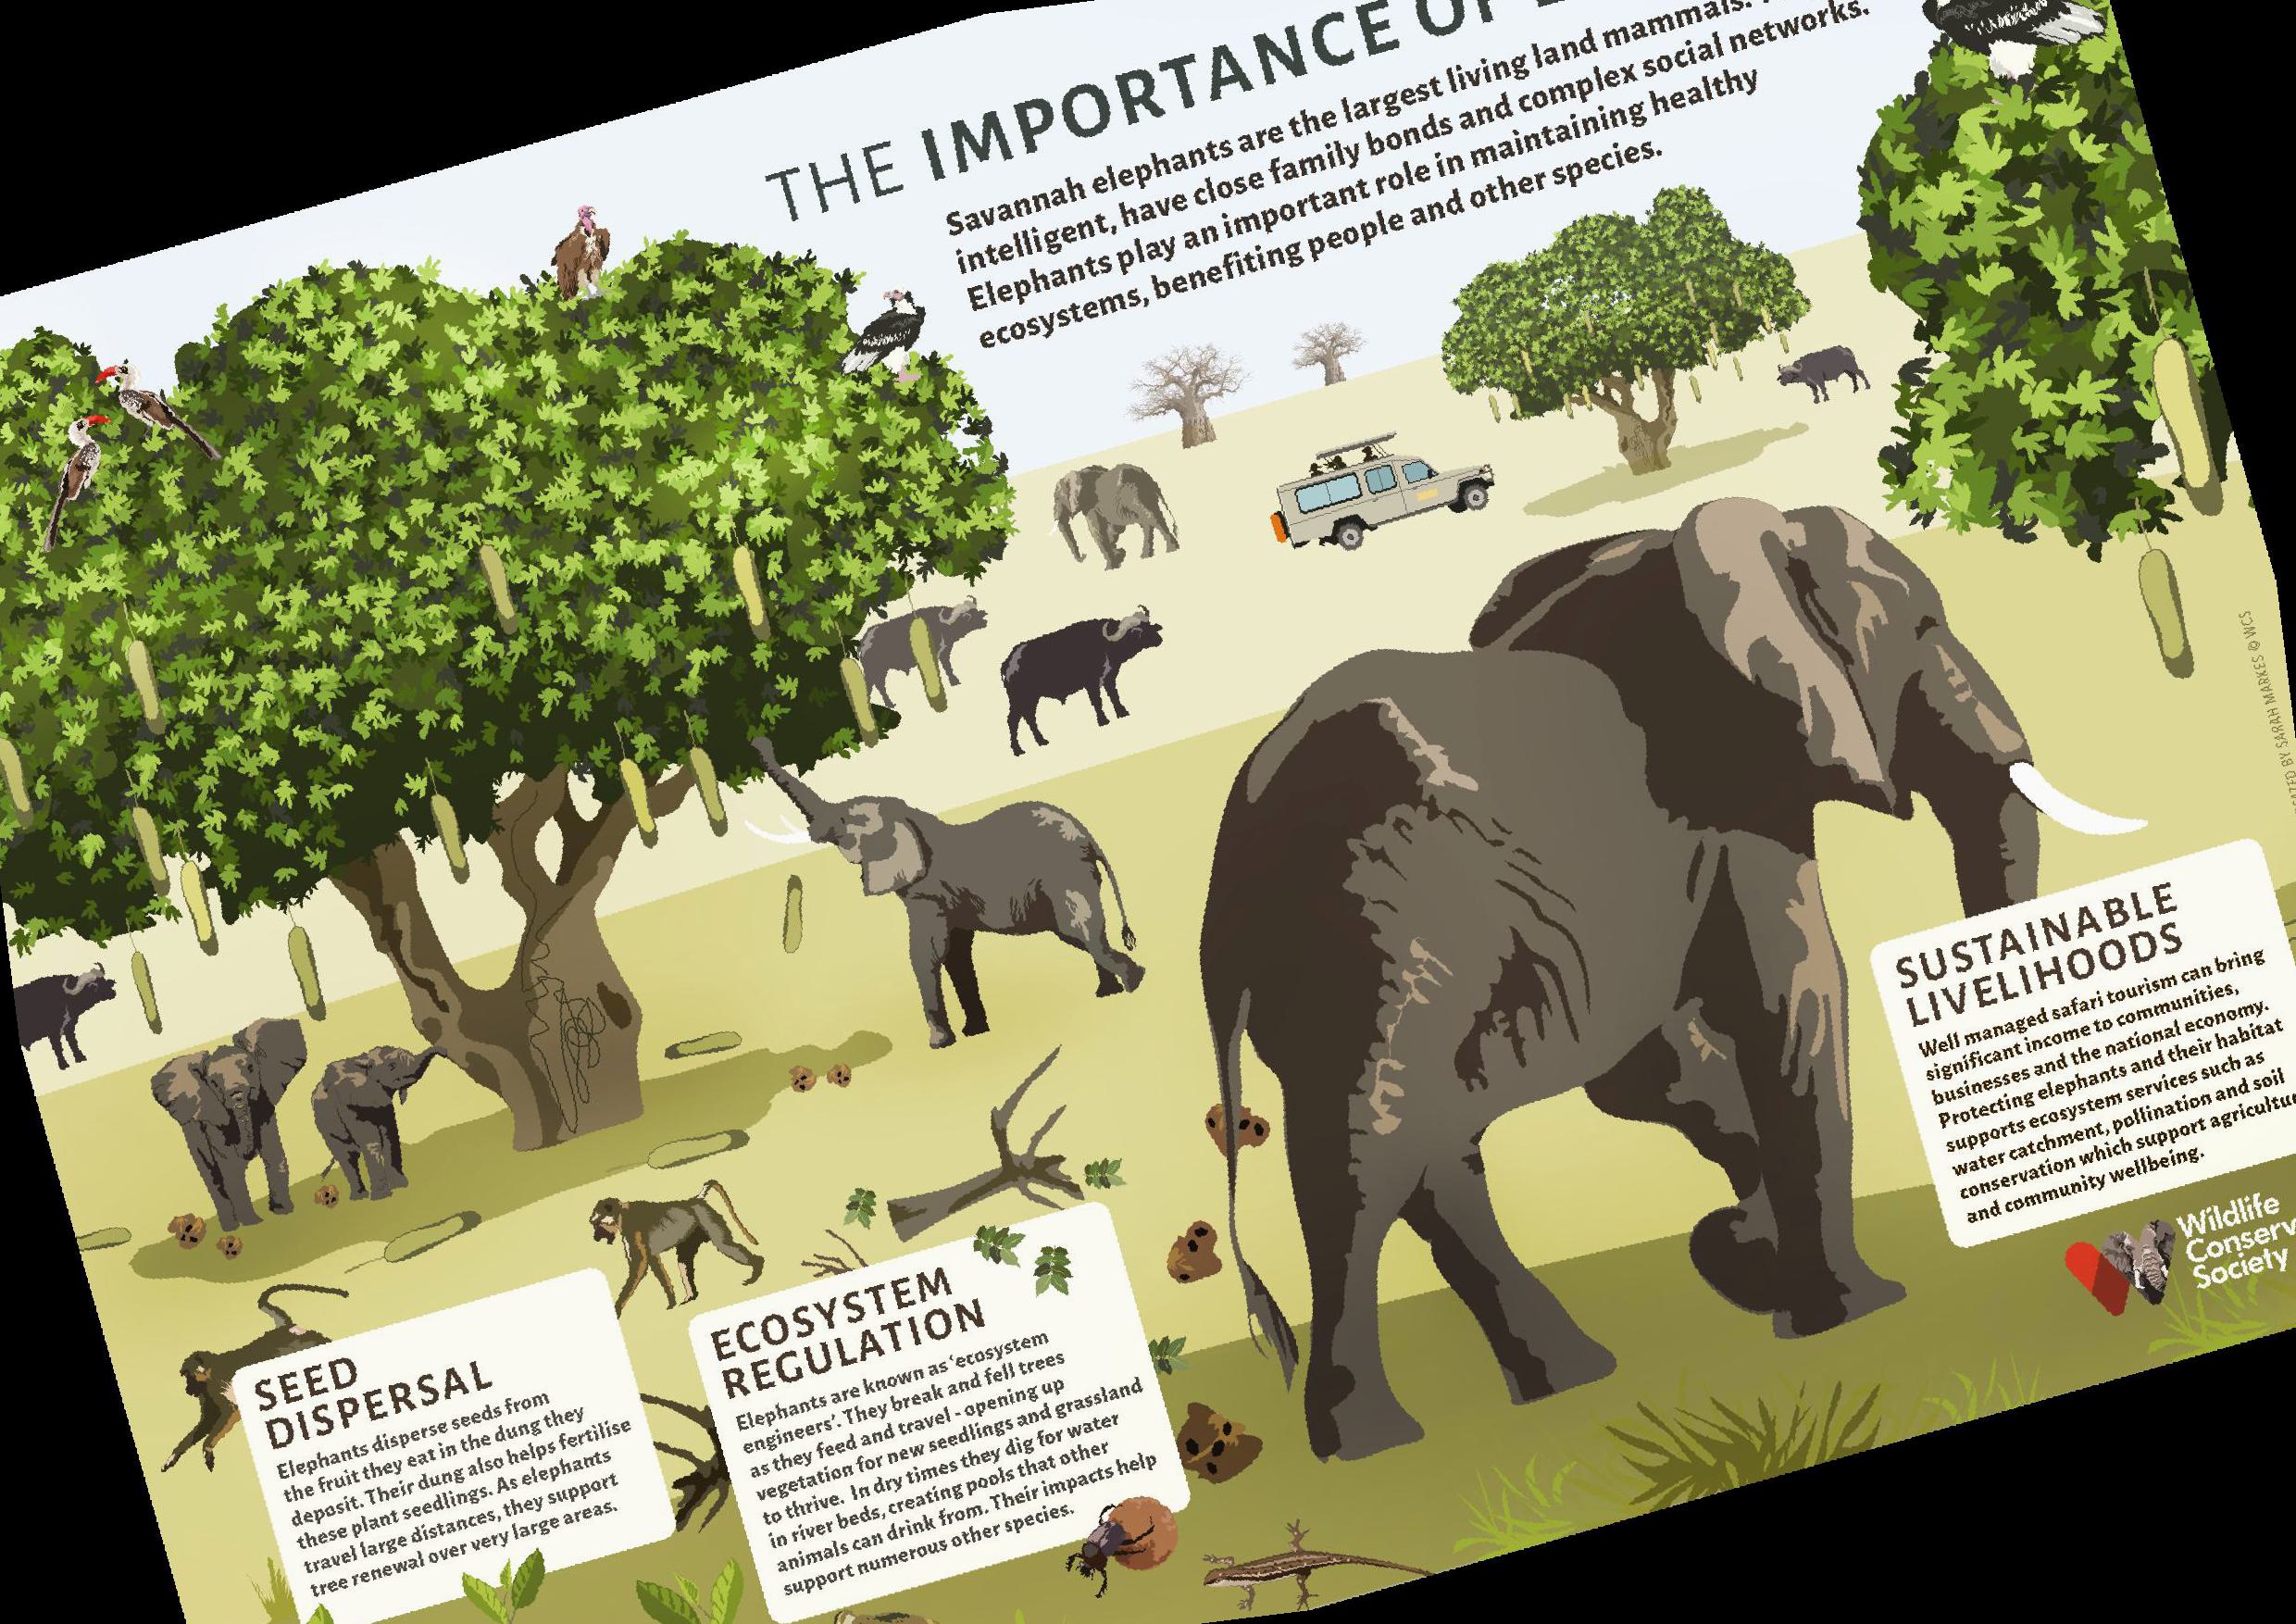 THE IMPORTANCE OF
Savannah elephants are the largest living land mammals.
intelligent, have close family bonds and complex social networks.
Elephants play an important role in maintaining healthy
ecosystems, benefiting people and other species.
BY SARAH MARKES © WCS
SUSTAINABLE
LIVELIHOODS
Well managed safari tourism can bring
significant income to communities,
businesses and the national economy.
Protecting elephants and their habitat
supports ecosystem services such as
water catchment, pollination and soil
conservation which support agricultu
and community wellbeing.
Wildlife
Conserv
Society
ECOSYSTEM
REGULATION
Elephants are known as 'ecosystem
engineers'. They break and fell trees
as they feed and travel - opening up
vegetation for new seedlings and grassland
to thrive. In dry times they dig for water
in river beds, creating pools that other
animals can drink from. Their impacts help
support numerous other species.
SEED
DISPERSAL
Elephants disperse seeds from
the fruit they eat in the dung they
deposit. Their dung also helps fertilise
these plant seedlings. As elephants
travel large distances, they support
tree renewal over very large areas.